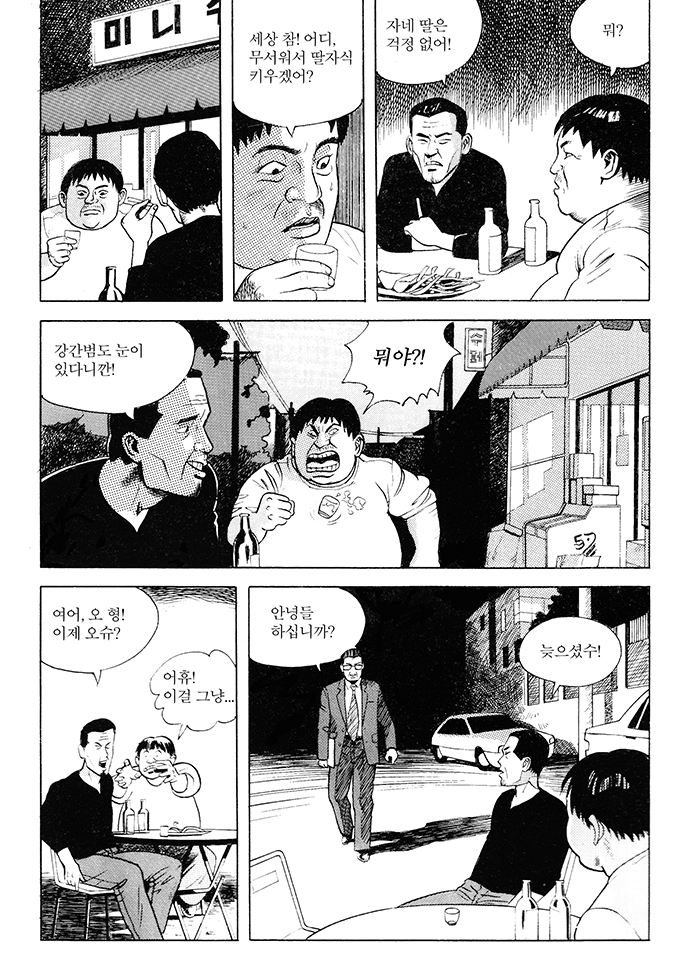 미니슈
세상 참! 어디,
무서워서 딸자식
키우겠어?
자네 딸은
걱정 없어!
뭐?
강간범도 눈이
있다니깐!
뭐야?!
슈퍼
여어, 오 형!
이제 오슈?
어휴!
이걸 그냥...
안녕들
하십니까?
늦으셨수!